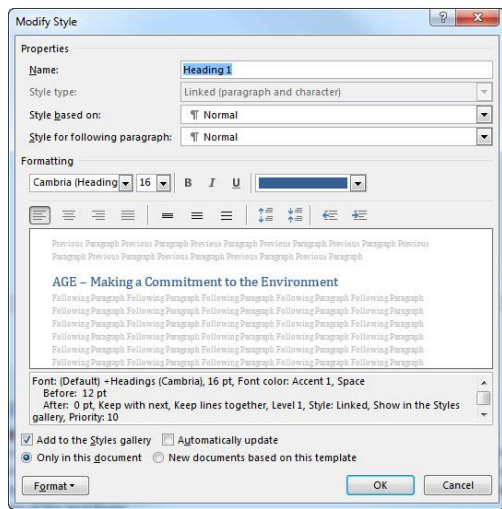 Modify Style
Properties
Name: Heading 1
Style type: Linked (paragraph and character)
Style based on: ¶ Normal
Style for following paragraph: ¶ Normal
Formatting
Cambria (Heading 16 B I U
Previous Paragraph Previous Paragraph Previous Paragraph Previous Paragraph Previous Paragraph Previous
Paragraph Previous Paragraph Previous Paragraph Previous Paragraph Previous Paragraph
AGE – Making a Commitment to the Environment
Following Paragraph Following Paragraph Following Paragraph Following Paragraph Following Paragraph
Following Paragraph Following Paragraph Following Paragraph Following Paragraph Following Paragraph
Following Paragraph Following Paragraph Following Paragraph Following Paragraph Following Paragraph
Following Paragraph Following Paragraph Following Paragraph Following Paragraph Following Paragraph
Following Paragraph Following Paragraph Following Paragraph Following Paragraph Following Paragraph
Font: (Default) +Headings (Cambria), 16 pt, Font color: Accent 1, Space
Before: 12 pt
After: 0 pt, Keep with next, Keep lines together, Level 1, Style: Linked, Show in the Styles
gallery, Priority: 10
Add to the Styles gallery Automatically update
Only in this document New documents based on this template
Format OK Cancel